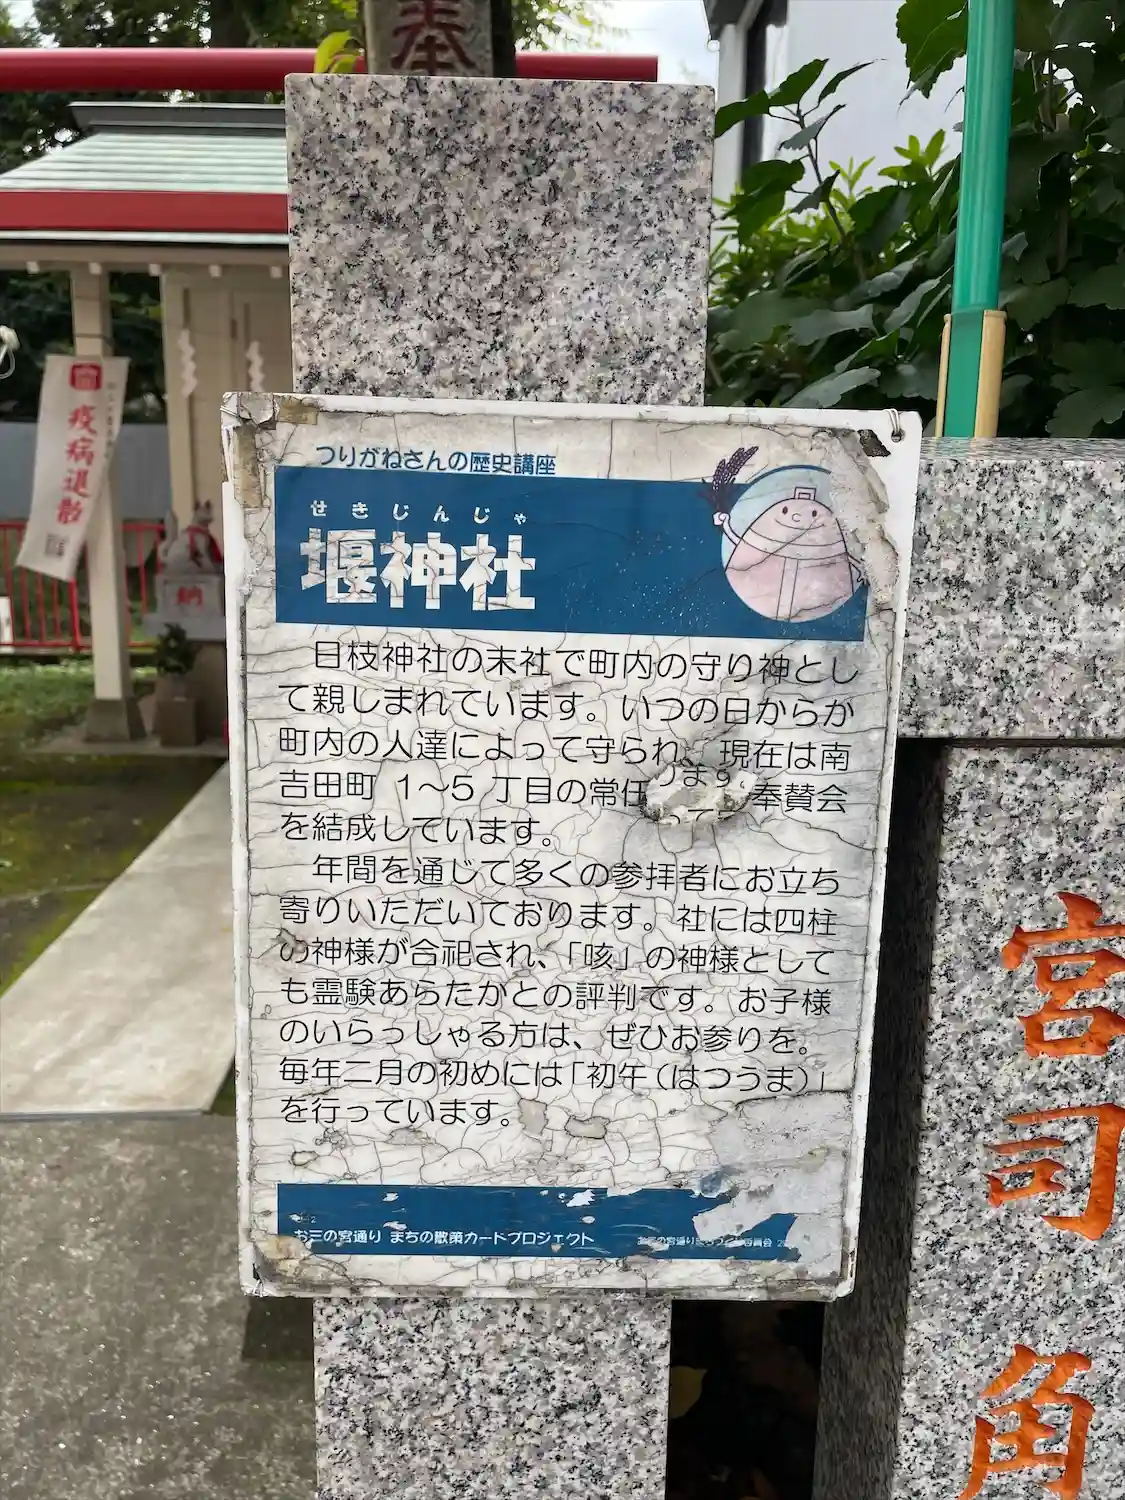 奉
疫病退散
納
つりがねさんの歴史講座
せきじんじゃ
堰神社
日枝神社の末社で町内の守り神とし
て親しまれています。いつの日からか
町内の人達によって守られ、現在は南
吉田町 1～5 丁目の常任 奉賛会
を結成しています。
年間を通じて多くの参拝者にお立ち
寄りいただいております。社には四柱
の神様が合祀され、「咳」の神様として
も霊験あらたかとの評判です。お子様
のいらっしゃる方は、ぜひお参りを。
毎年二月の初めには「初午(はつうま)」
を行っています。
お三の宮通り まちの散策カードプロジェクト
宮司
角